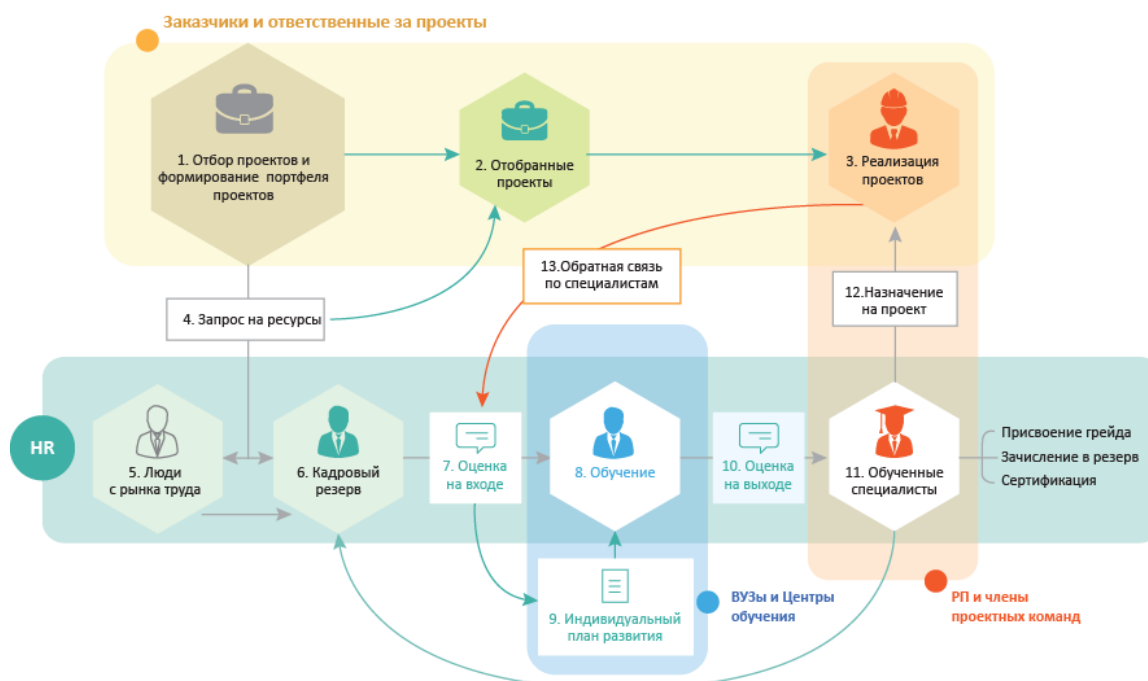 Заказчики и ответственные за проекты
1. Отбор проектов и
формирование портфеля
проектов
2. Отобранные
проекты
3. Реализация
проектов
13.Обратная связь
по специалистам
12.Назначение
на проект
4. Запрос на ресурсы
HR
5. Люди
с рынка труда
6. Кадровый
резерв
7. Оценка
на входе
8. Обучение
10. Оценка
на выходе
11. Обученные
специалисты
Присвоение грейда
Зачисление в резерв
Сертификация
9. Индивидуальный
план развития
ВУЗы и Центры
обучения
РП и члены
проектных команд